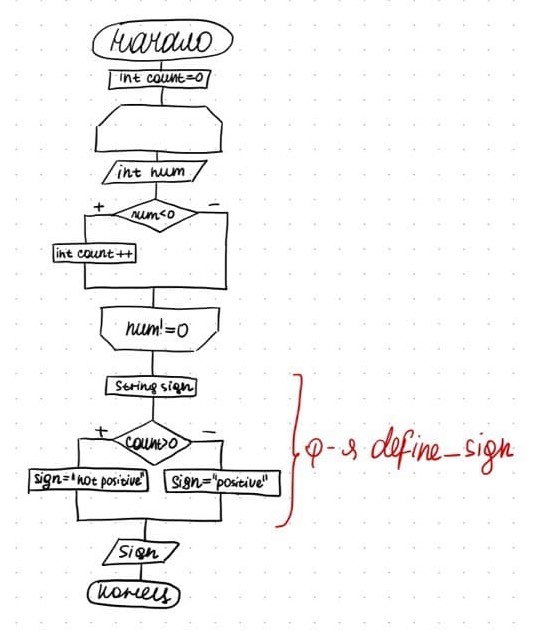 начало
int count=0
int num
+
num<0
-
int count++
num!=0
String sign
+
count>0
-
sign="not positive"
sign="positive"
ф-я define_sign
sign
конец